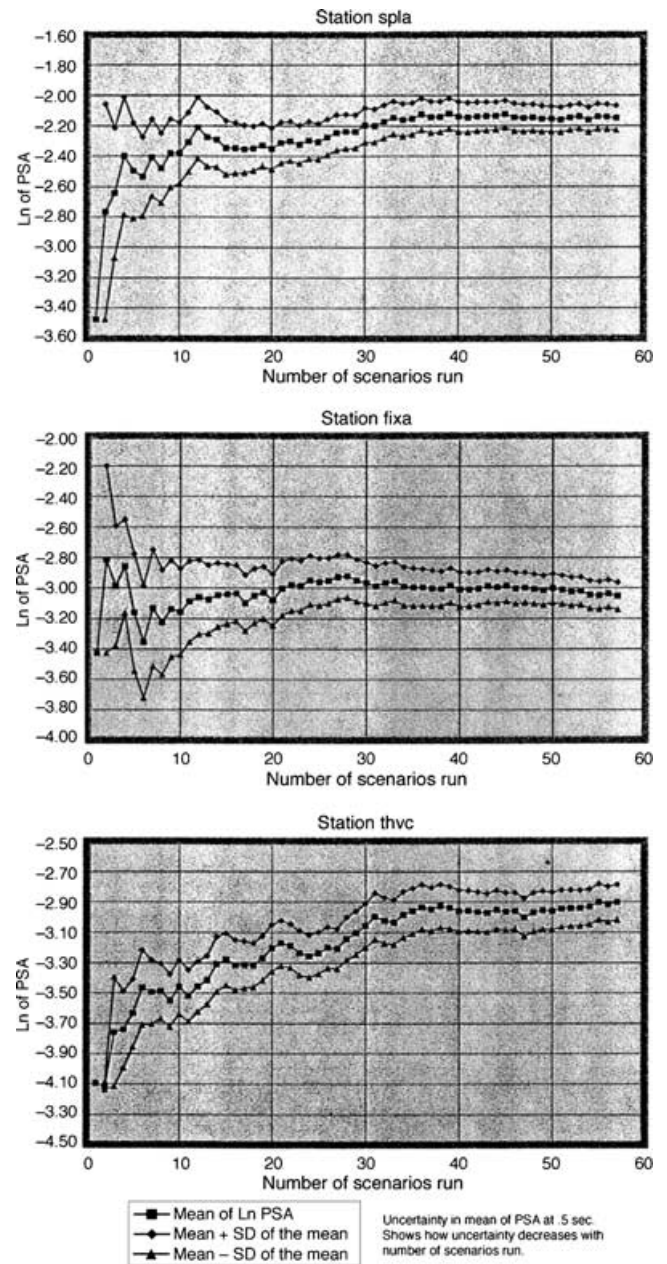 Station spla
Ln of PSA
−1.60
−1.80
−2.00
−2.20
−2.40
−2.60
−2.80
−3.00
−3.20
−3.40
−3.60
0 10 20 30 40 50 60
Number of scenarios run
Station fixa
Ln of PSA
−2.00
−2.20
−2.40
−2.60
−2.80
−3.00
−3.20
−3.40
−3.60
−3.80
−4.00
0 10 20 30 40 50 60
Number of scenarios run
Station thvc
Ln of PSA
−2.50
−2.70
−2.90
−3.10
−3.30
−3.50
−3.70
−3.90
−4.10
−3.30
−4.50
0 10 20 30 40 50 60
Number of scenarios run
Mean of Ln PSA
Mean + SD of the mean
Mean − SD of the mean
Uncertainty in mean of PSA at .5 sec.
Shows how uncertainty decreases with
number of scenarios run.